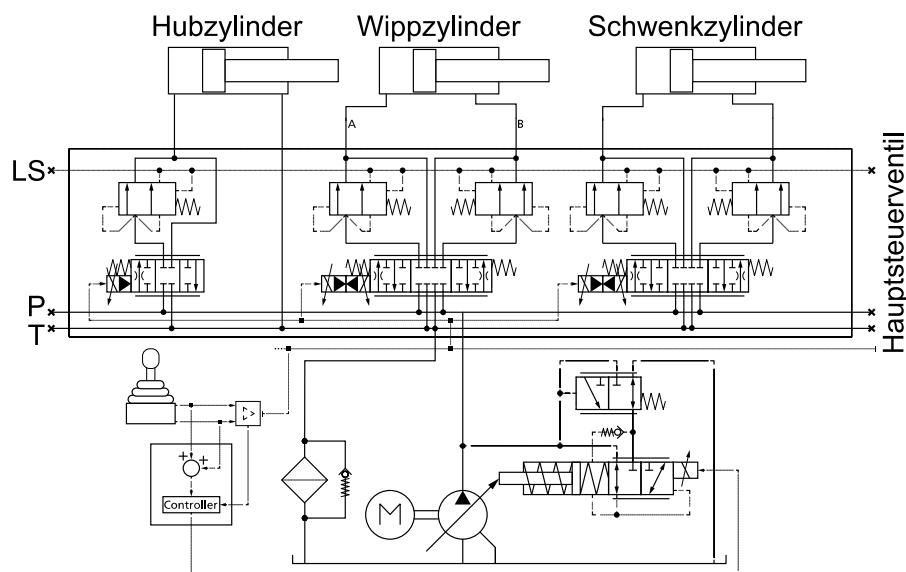 Hubzylinder Wippzylinder Schwenkzylinder
A B
LS
Hauptsteuerventil
P
T
+ +
Controller
M